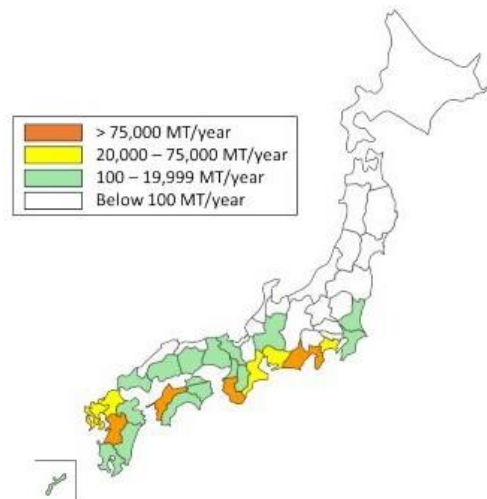 > 75,000 MT/year
20,000 – 75,000 MT/year
100 – 19,999 MT/year
Below 100 MT/year